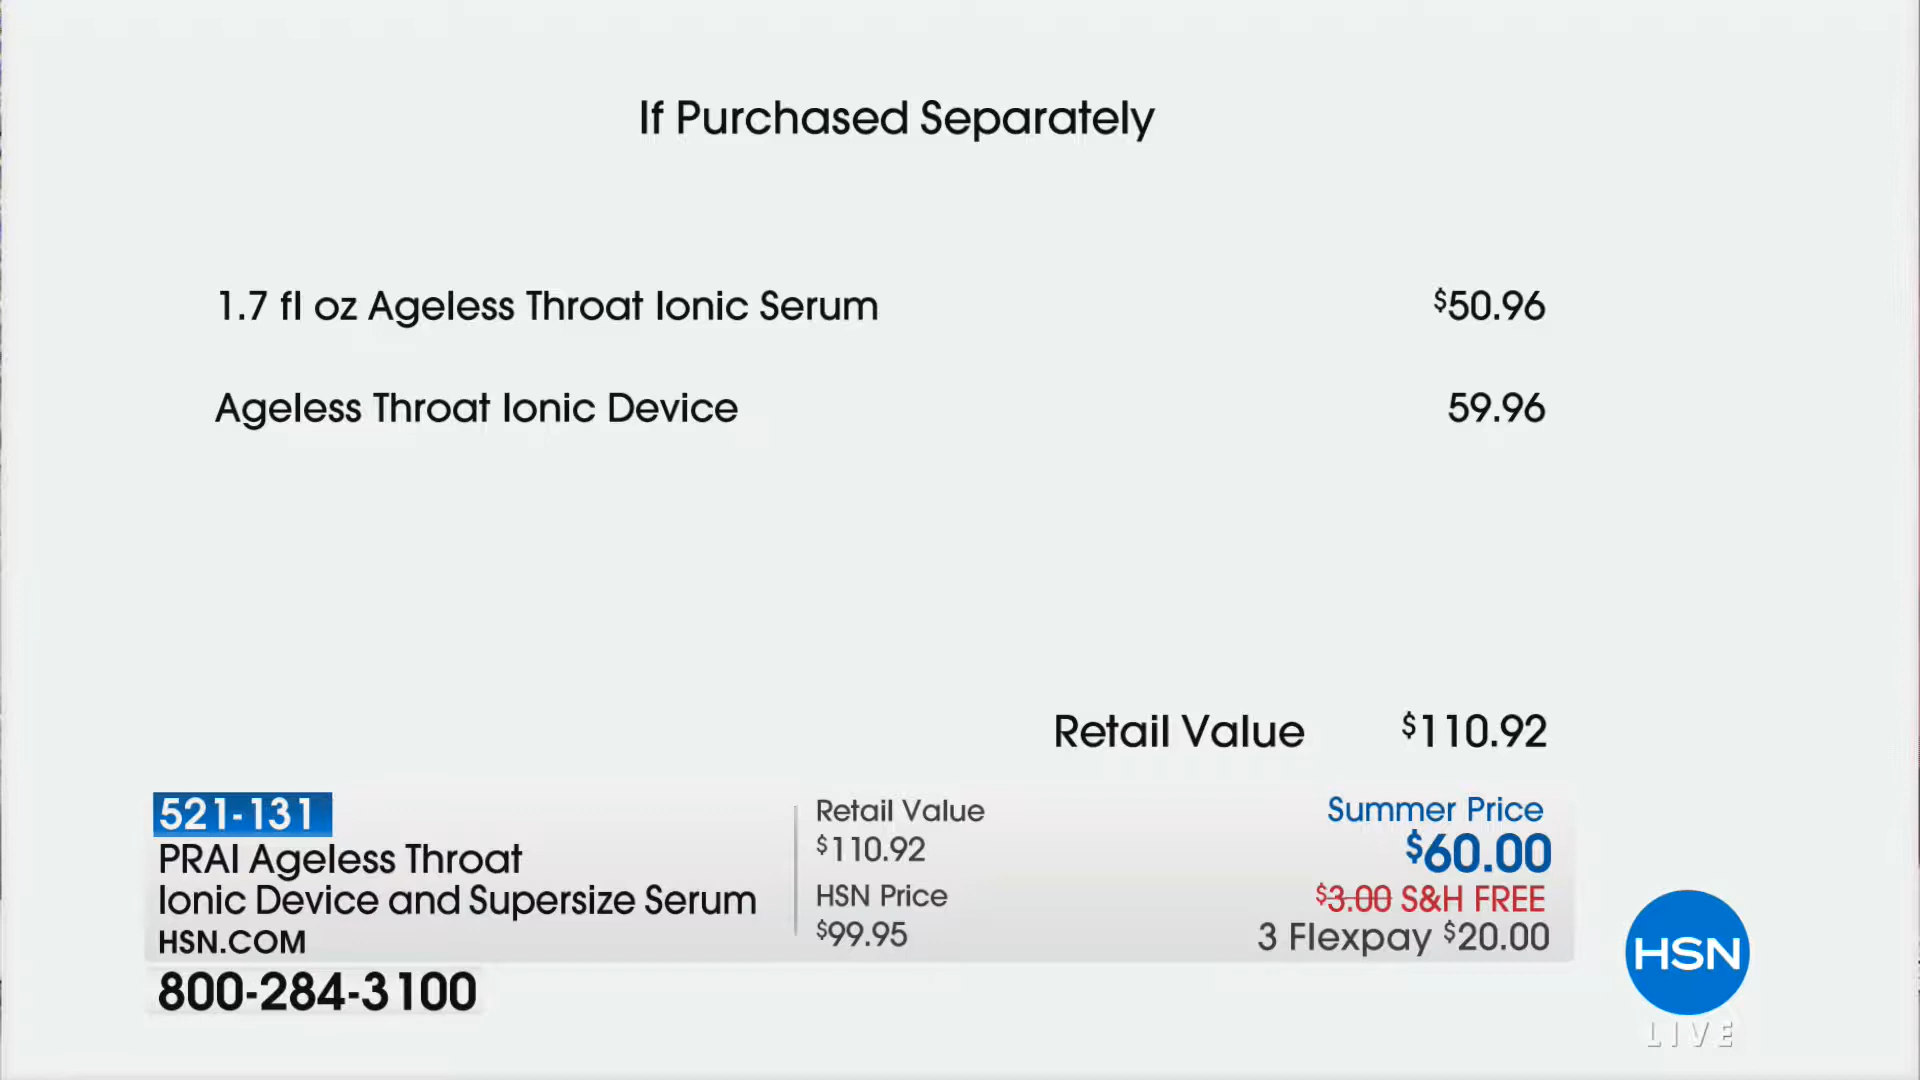 If Purchased Separately
1.7 fl oz Ageless Throat Ionic Serum $50.96
Ageless Throat Ionic Device 59.96
Retail Value $110.92
521-131
PRAI Ageless Throat
Ionic Device and Supersize Serum
HSN.COM
800-284-3100
Retail Value
$110.92
HSN Price
$99.95
Summer Price
$60.00
$3.00 S&H FREE
3 Flexpay $20.00
HSN
LIVE